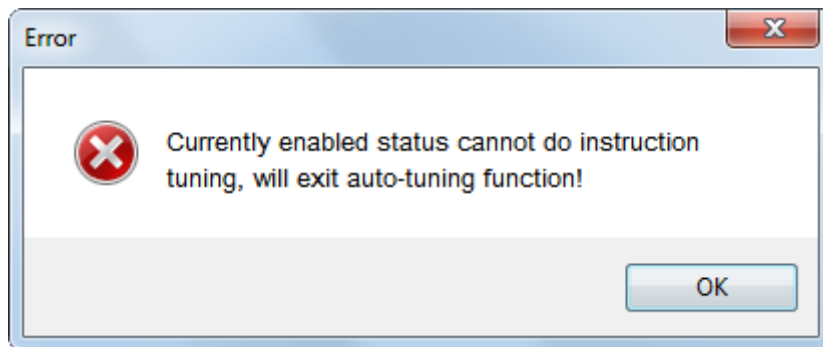 Error
Currently enabled status cannot do instruction
tuning, will exit auto-tuning function!
OK